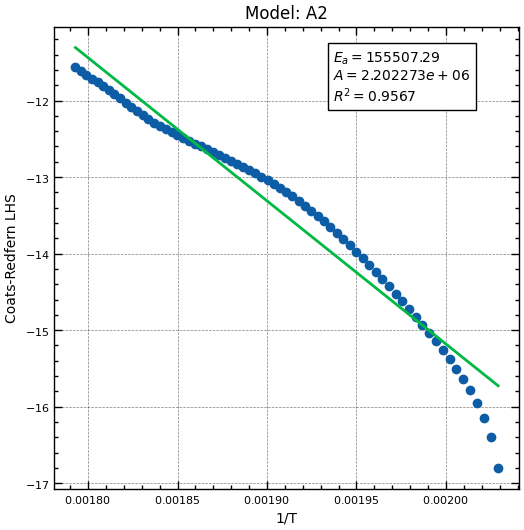 Model: A2
E_a = 155507.29
A = 2.202273e + 06
R² = 0.9567
−12
−13
−14
−15
−16
−17
Coats-Redfern LHS
0.00180 0.00185 0.00190 0.00195 0.00200
1/T